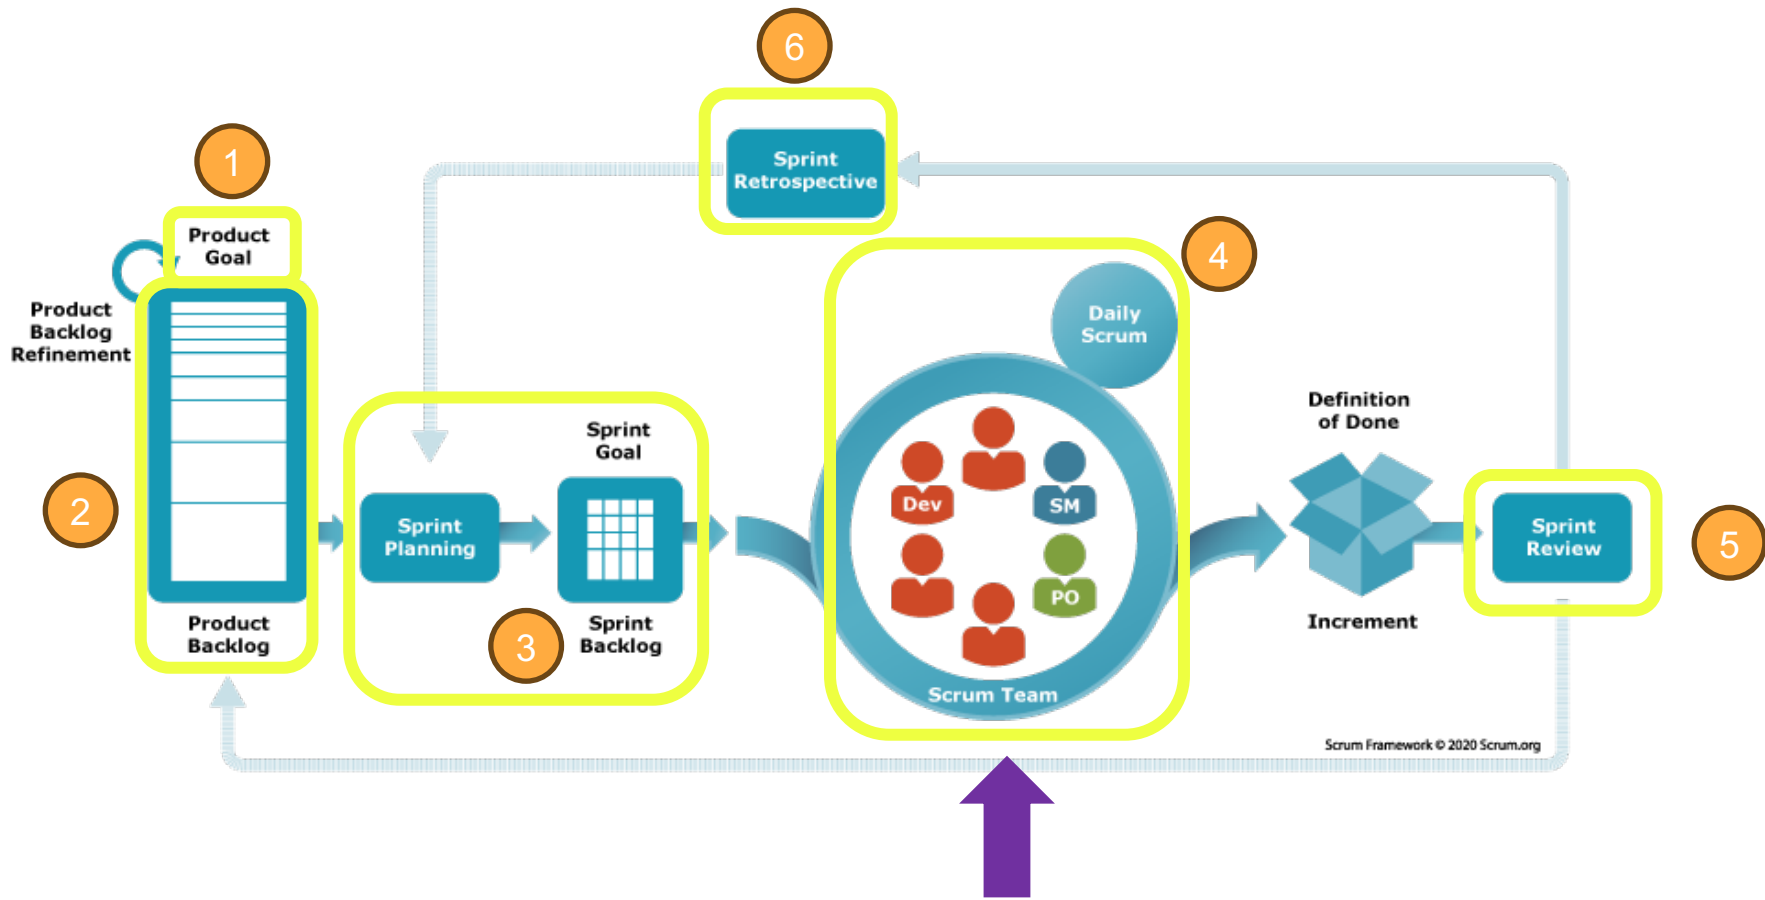 6
Sprint
Retrospective
1
Product
Goal
Product
Backlog
Refinement
2
Product
Backlog
Sprint
Planning
Sprint
Goal
3
Sprint
Backlog
4
Daily
Scrum
Dev
SM
PO
Scrum Team
Definition
of Done
Increment
Sprint
Review
5
Scrum Framework © 2020 Scrum.org